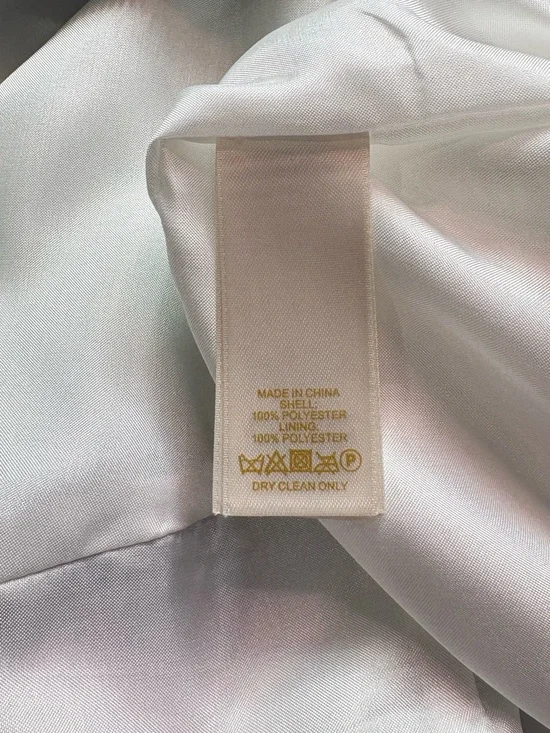 MADE IN CHINA
SHELL:
100% POLYESTER
LINING:
100% POLYESTER
P
DRY CLEAN ONLY